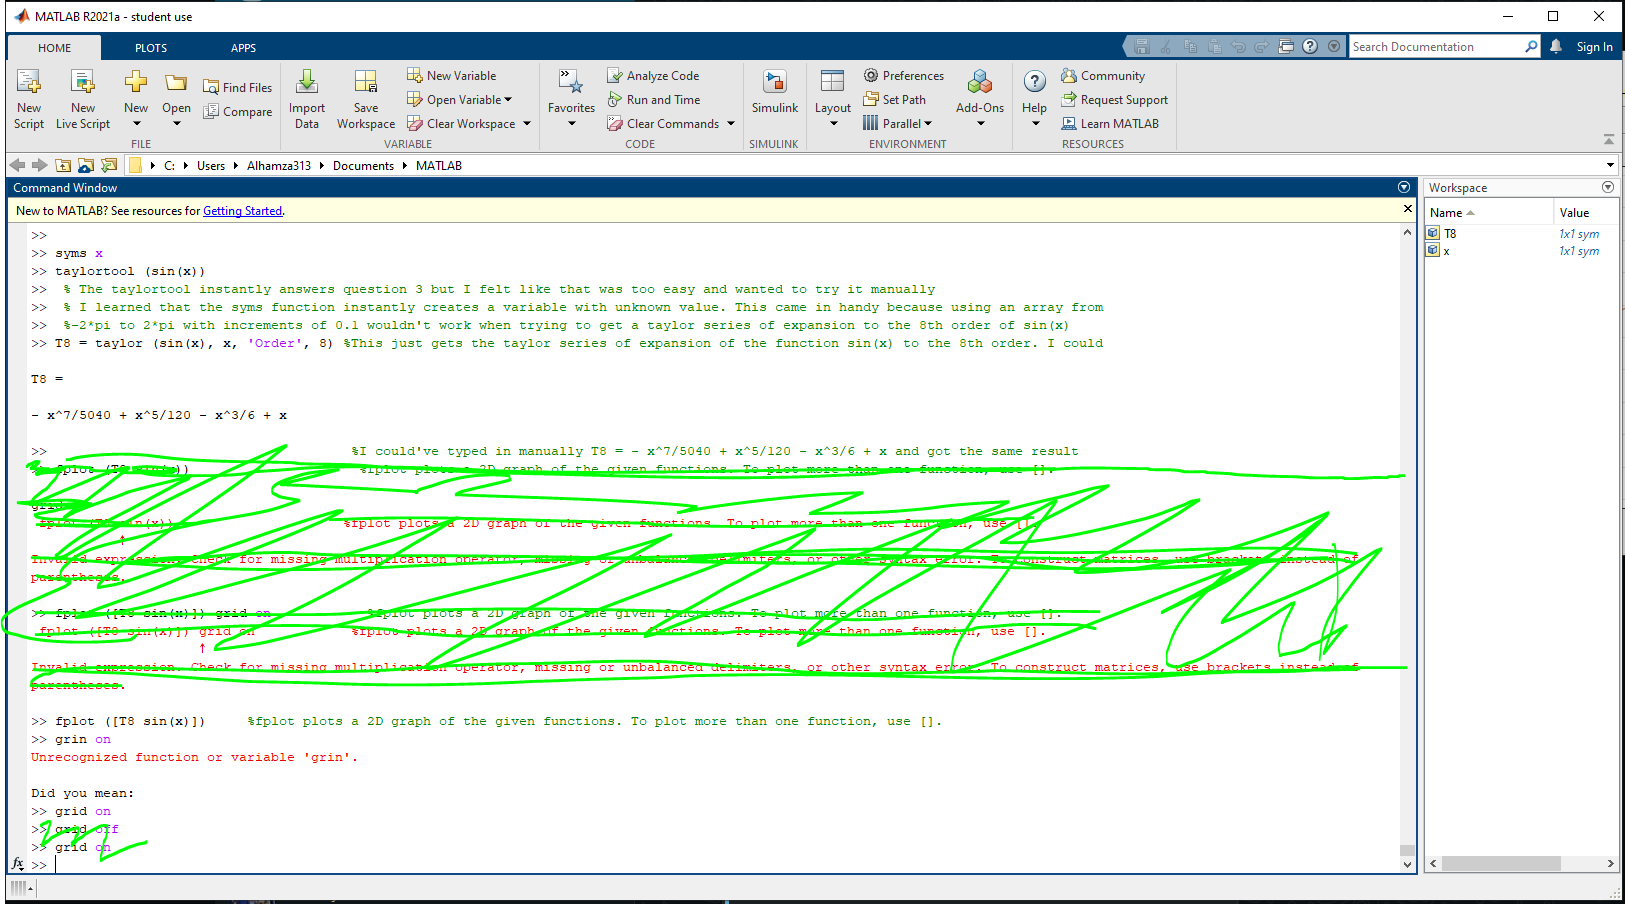 MATLAB R2021a - student use
HOME PLOTS APPS
Search Documentation
Sign In
New Script
New Live Script
New
Open
Find Files
Compare
FILE
Import Data
Save Workspace
New Variable
Open Variable
Clear Workspace
VARIABLE
Favorites
Analyze Code
Run and Time
Clear Commands
CODE
Simulink
SIMULINK
Layout
Preferences
Set Path
Parallel
Add-Ons
ENVIRONMENT
Help
Community
Request Support
Learn MATLAB
RESOURCES
C: Users Alhamza313 Documents MATLAB
Command Window
New to MATLAB? See resources for Getting Started.
>>
>> syms x
>> taylortool (sin(x))
>> % The taylortool instantly answers question 3 but I felt like that was too easy and wanted to try it manually
>> % I learned that the syms function instantly creates a variable with unknown value. This came in handy because using an array from
>> %-2*pi to 2*pi with increments of 0.1 wouldn't work when trying to get a taylor series of expansion to the 8th order of sin(x)
>> T8 = taylor (sin(x), x, 'Order', 8) %This just gets the taylor series of expansion of the function sin(x) to the 8th order. I could
T8 =
- x^7/5040 + x^5/120 - x^3/6 + x
>> %I could've typed in manually T8 = - x^7/5040 + x^5/120 - x^3/6 + x and got the same result
fplot %fplot plots a 2D graph of the given functions. To plot more than one function, use [].
%fplot plots a 2D graph of the given functions. To plot more than one function, use [].
Invalid expression. Check for missing multiplication operator, missing or unbalanced delimiters, or other syntax error. To construct matrices, use brackets instead of
parentheses.
>> fplot ([T8 sin(x)]) grid on %fplot plots a 2D graph of the given functions. To plot more than one function, use [].
fplot ([T8 sin(x)]) grid on %fplot plots a 2D graph of the given functions. To plot more than one function, use [].
↑
Invalid expression. Check for missing multiplication operator, missing or unbalanced delimiters, or other syntax error. To construct matrices, use brackets instead of
parentheses.
>> fplot ([T8 sin(x)]) %fplot plots a 2D graph of the given functions. To plot more than one function, use [].
>> grin on
Unrecognized function or variable 'grin'.
Did you mean:
>> grid on
>> grid off
>> grid on
fx >>
Workspace
Name Value
T8 1x1 sym
x 1x1 sym